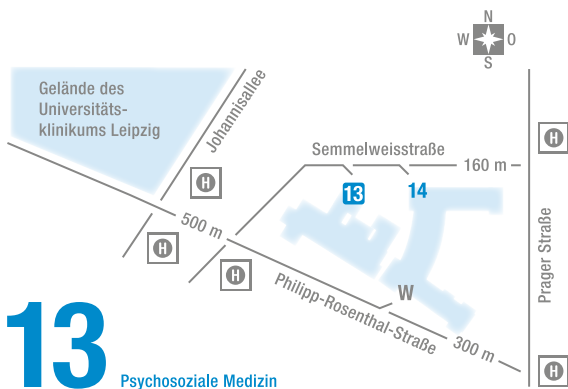 N
W O
S
Gelände des
Universitäts-
klinikums Leipzig
Johannisallee
H
Semmelweisstraße
160 m
H
13
14
500 m
H
H
Prager Straße
W
Philipp-Rosenthal-Straße
300 m
H
13 Psychosoziale Medizin